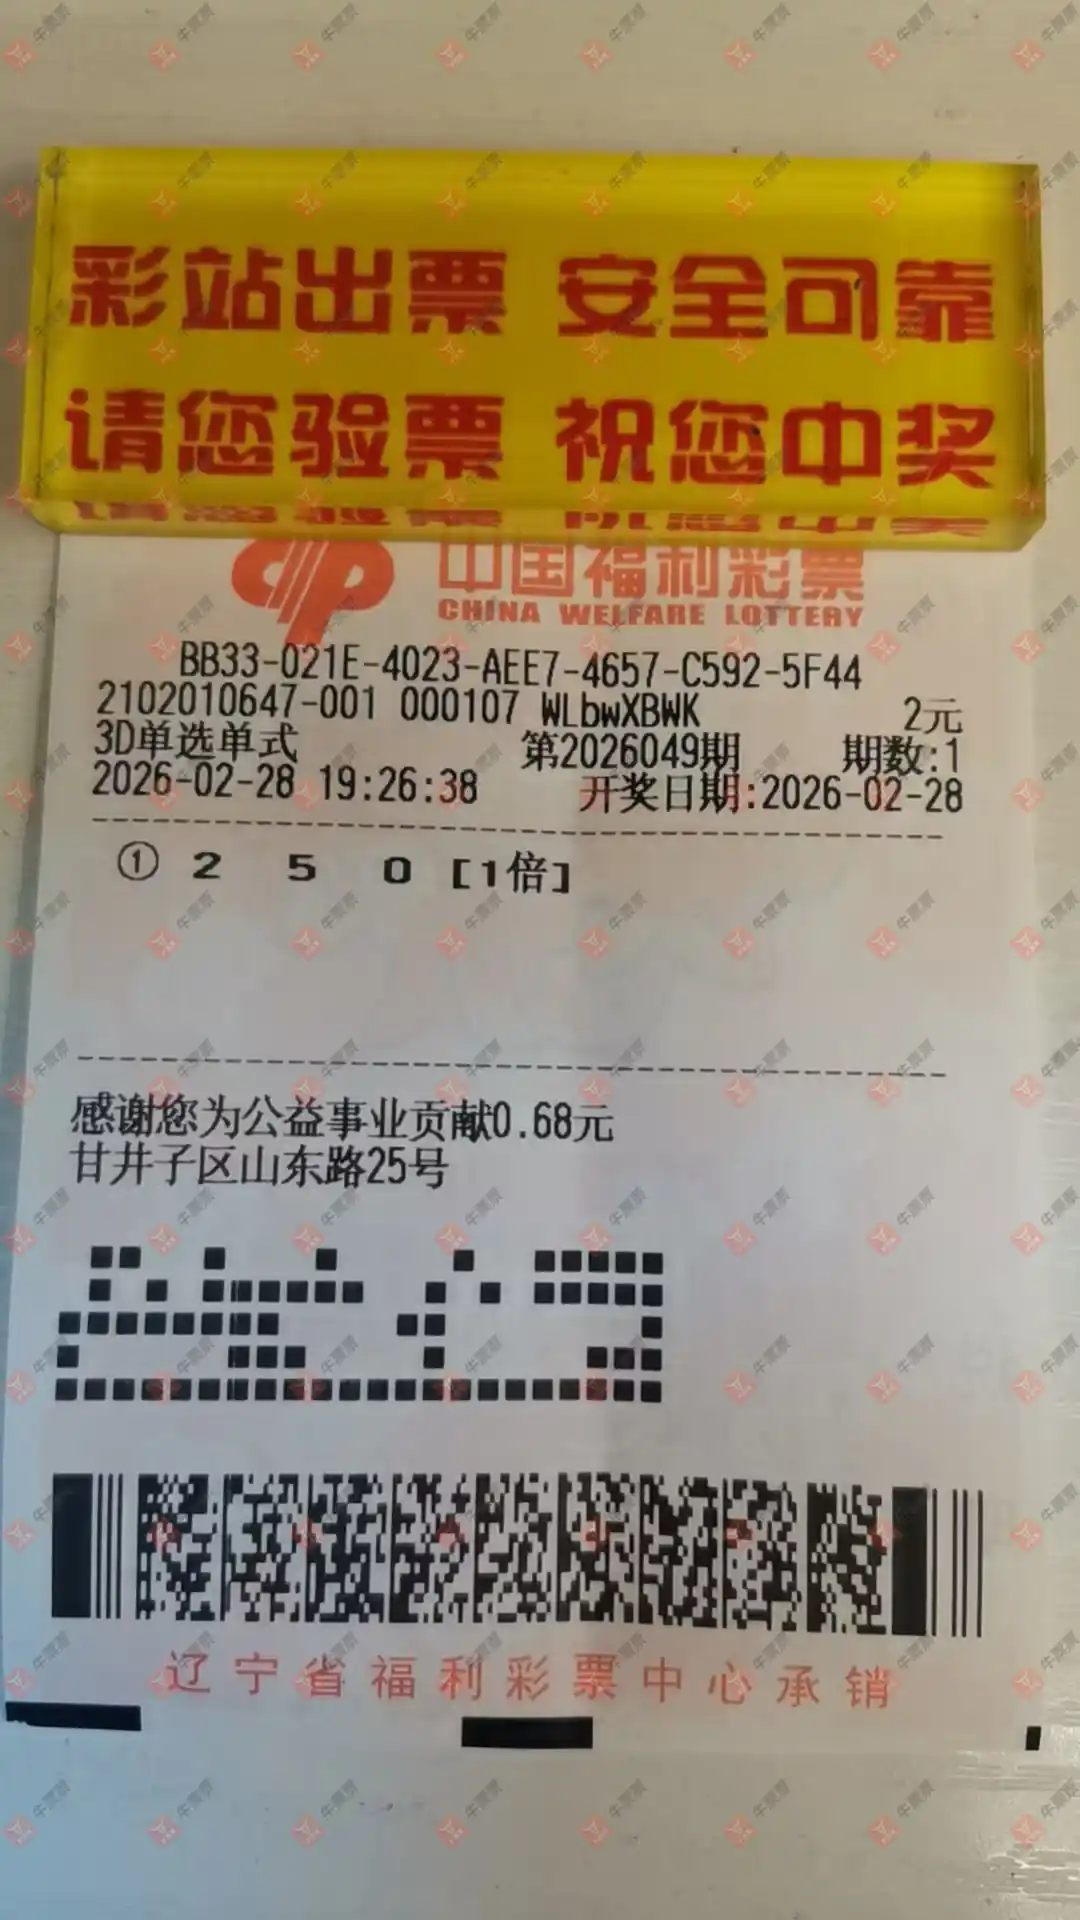 彩站出票 安全可靠
请您验票 祝您中奖
中国福利彩票
CHINA WELFARE LOTTERY
BB33-021E-4023-AEE7-4657-C592-5F44
2102010647-001 000107 WLbwXBWK 2元
3D单选单式 第2026049期 期数:1
2026-02-28 19:26:38 开奖日期:2026-02-28
① 2 5 0 [1倍]
感谢您为公益事业贡献0.68元
甘井子区山东路25号
辽宁省福利彩票中心承销
牛票票